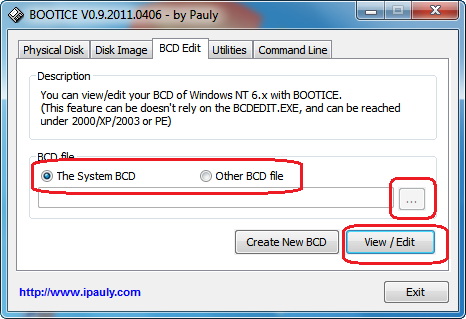 BOOTICE V0.9.2011.0406 - by Pauly
Physical Disk Disk Image BCD Edit Utilities Command Line
Description
You can view/edit your BCD of Windows NT 6.x with BOOTICE.
(This feature can be doesn't rely on the BCDEDIT.EXE, and can be reached
under 2000/XP/2003 or PE)
BCD file
The System BCD Other BCD file
...
Create New BCD View / Edit
http://www.ipauly.com Exit